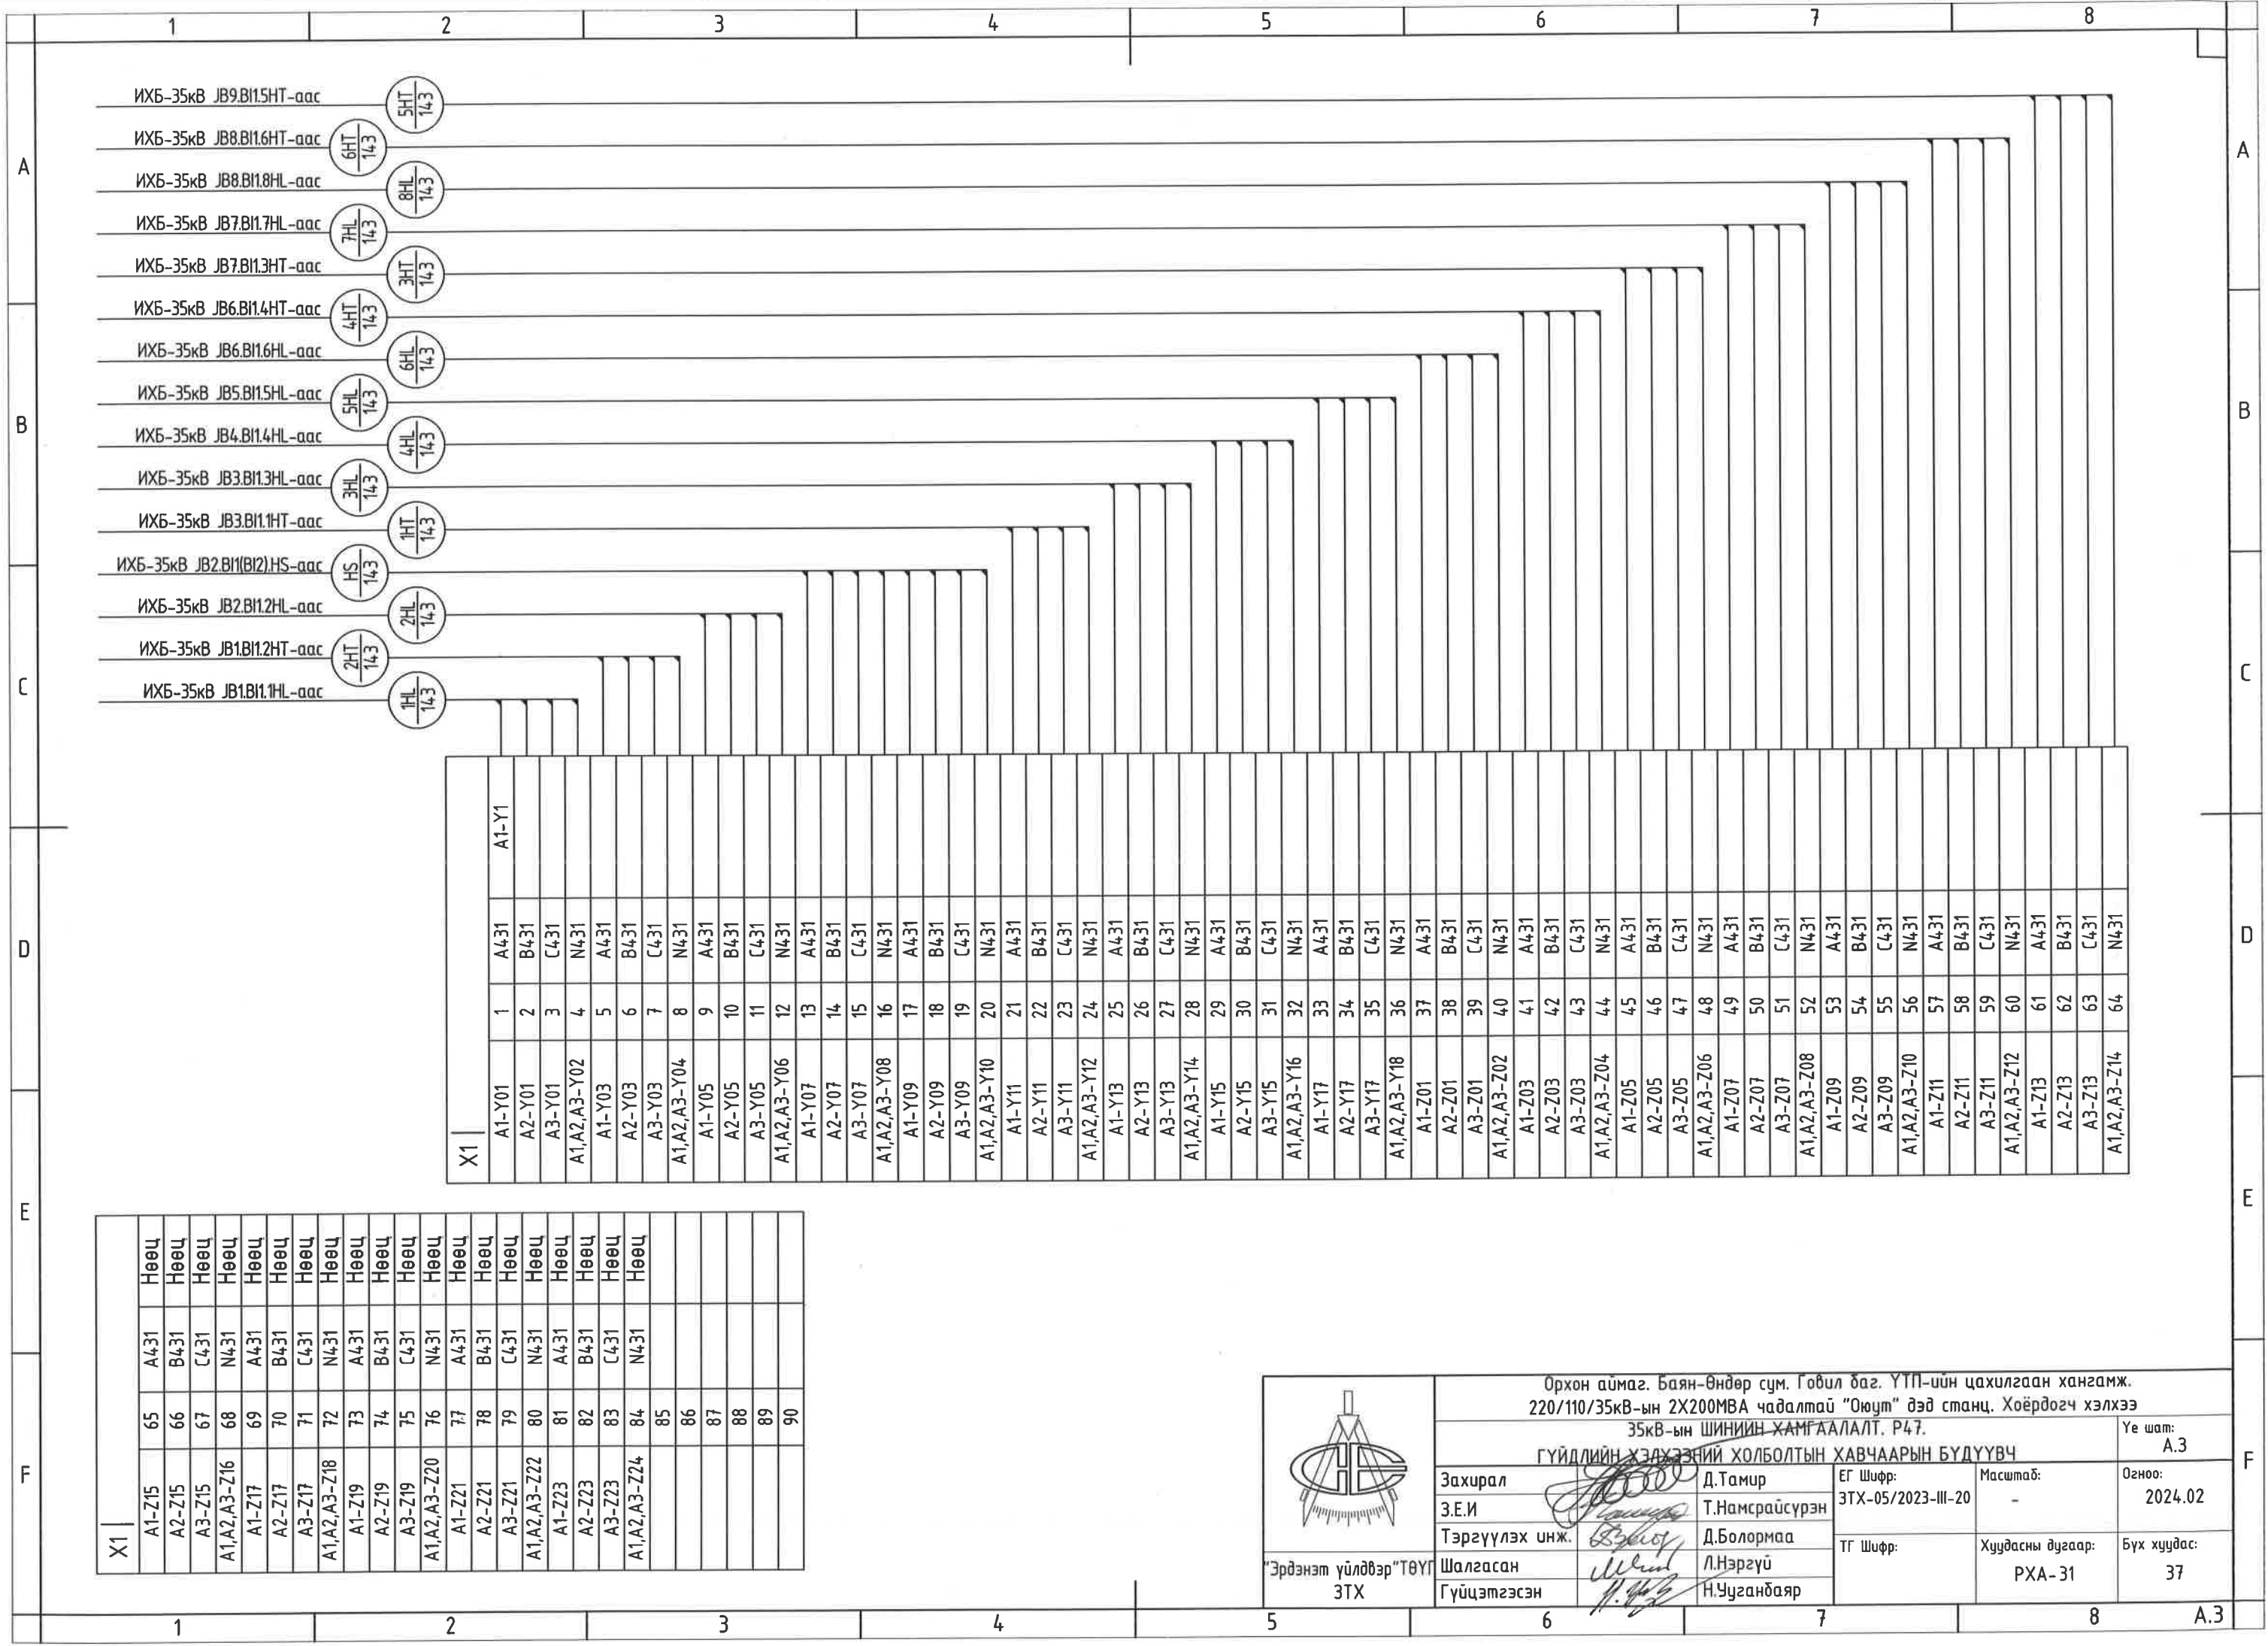 1 2 3 4 5 6 7 8
A
B
C
D
E
F
A
B
C
D
E
F
ИХБ-35кВ JB9.BI1.5HT-аас 5HT 143
ИХБ-35кВ JB8.BI1.6HT-аас 6HT 143
ИХБ-35кВ JB8.BI1.8HL-аас 8HL 143
ИХБ-35кВ JB7.BI1.7HL-аас 7HL 143
ИХБ-35кВ JB7.BI1.3HT-аас 3HT 143
ИХБ-35кВ JB6.BI1.4HT-аас 4HT 143
ИХБ-35кВ JB6.BI1.6HL-аас 6HL 143
ИХБ-35кВ JB5.BI1.5HL-аас 5HL 143
ИХБ-35кВ JB4.BI1.4HL-аас 4HL 143
ИХБ-35кВ JB3.BI1.3HL-аас 3HL 143
ИХБ-35кВ JB3.BI1.1HT-аас 1HT 143
ИХБ-35кВ JB2.BI1(BI2).HS-аас HS 143
ИХБ-35кВ JB2.BI1.2HL-аас 2HL 143
ИХБ-35кВ JB1.BI1.2HT-аас 2HT 143
ИХБ-35кВ JB1.BI1.1HL-аас 1HL 143
X1
A1-Y01 1 A431 A1-Y1
A2-Y01 2 B431
A3-Y01 3 C431
A1,A2,A3-Y02 4 N431
A1-Y03 5 A431
A2-Y03 6 B431
A3-Y03 7 C431
A1,A2,A3-Y04 8 N431
A1-Y05 9 A431
A2-Y05 10 B431
A3-Y05 11 C431
A1,A2,A3-Y06 12 N431
A1-Y07 13 A431
A2-Y07 14 B431
A3-Y07 15 C431
A1,A2,A3-Y08 16 N431
A1-Y09 17 A431
A2-Y09 18 B431
A3-Y09 19 C431
A1,A2,A3-Y10 20 N431
A1-Y11 21 A431
A2-Y11 22 B431
A3-Y11 23 C431
A1,A2,A3-Y12 24 N431
A1-Y13 25 A431
A2-Y13 26 B431
A3-Y13 27 C431
A1,A2,A3-Y14 28 N431
A1-Y15 29 A431
A2-Y15 30 B431
A3-Y15 31 C431
A1,A2,A3-Y16 32 N431
A1-Y17 33 A431
A2-Y17 34 B431
A3-Y17 35 C431
A1,A2,A3-Y18 36 N431
A1-Z01 37 A431
A2-Z01 38 B431
A3-Z01 39 C431
A1,A2,A3-Z02 40 N431
A1-Z03 41 A431
A2-Z03 42 B431
A3-Z03 43 C431
A1,A2,A3-Z04 44 N431
A1-Z05 45 A431
A2-Z05 46 B431
A3-Z05 47 C431
A1,A2,A3-Z06 48 N431
A1-Z07 49 A431
A2-Z07 50 B431
A3-Z07 51 C431
A1,A2,A3-Z08 52 N431
A1-Z09 53 A431
A2-Z09 54 B431
A3-Z09 55 C431
A1,A2,A3-Z10 56 N431
A1-Z11 57 A431
A2-Z11 58 B431
A3-Z11 59 C431
A1,A2,A3-Z12 60 N431
A1-Z13 61 A431
A2-Z13 62 B431
A3-Z13 63 C431
A1,A2,A3-Z14 64 N431
X1
A1-Z15 65 A431 Нөөц
A2-Z15 66 B431 Нөөц
A3-Z15 67 C431 Нөөц
A1,A2,A3-Z16 68 N431 Нөөц
A1-Z17 69 A431 Нөөц
A2-Z17 70 B431 Нөөц
A3-Z17 71 C431 Нөөц
A1,A2,A3-Z18 72 N431 Нөөц
A1-Z19 73 A431 Нөөц
A2-Z19 74 B431 Нөөц
A3-Z19 75 C431 Нөөц
A1,A2,A3-Z20 76 N431 Нөөц
A1-Z21 77 A431 Нөөц
A2-Z21 78 B431 Нөөц
A3-Z21 79 C431 Нөөц
A1,A2,A3-Z22 80 N431 Нөөц
A1-Z23 81 A431 Нөөц
A2-Z23 82 B431 Нөөц
A3-Z23 83 C431 Нөөц
A1,A2,A3-Z24 84 N431 Нөөц
85
86
87
88
89
90
Орхон аймаг. Баян-Өндөр сум. Говил баг. УТП-ийн цахилгаан хангамж.
220/110/35кВ-ын 2Х200МВА чадалтай "Оюут" дэд станц. Хоёрдогч хэлхээ
35кВ-ын ШИНИЙН ХАМГААЛАЛТ. Р47.
ГҮЙДЛИЙН ХЭЛХЭЭНИЙ ХОЛБОЛТЫН ХАВЧААРЫН БҮДҮҮВЧ
Үе шат:
А.3
Захирал Д.Тамир
З.Е.И Т.Намсрайсүрэн
Тэргүүлэх инж. Д.Болормаа
Шалгасан Л.Нэргүй
Гүйцэтгэсэн Н.Ууганбаяр
ЕГ Шифр:
ЗТХ-05/2023-III-20
Масштаб:
-
Огноо:
2024.02
ТГ Шифр:
Хуудасны дугаар:
РХА-31
Бүх хуудас:
37
"Эрдэнэт үйлдвэр"ТӨҮГ
ЗТХ
1 2 3 4 5 6 7 8 А.3